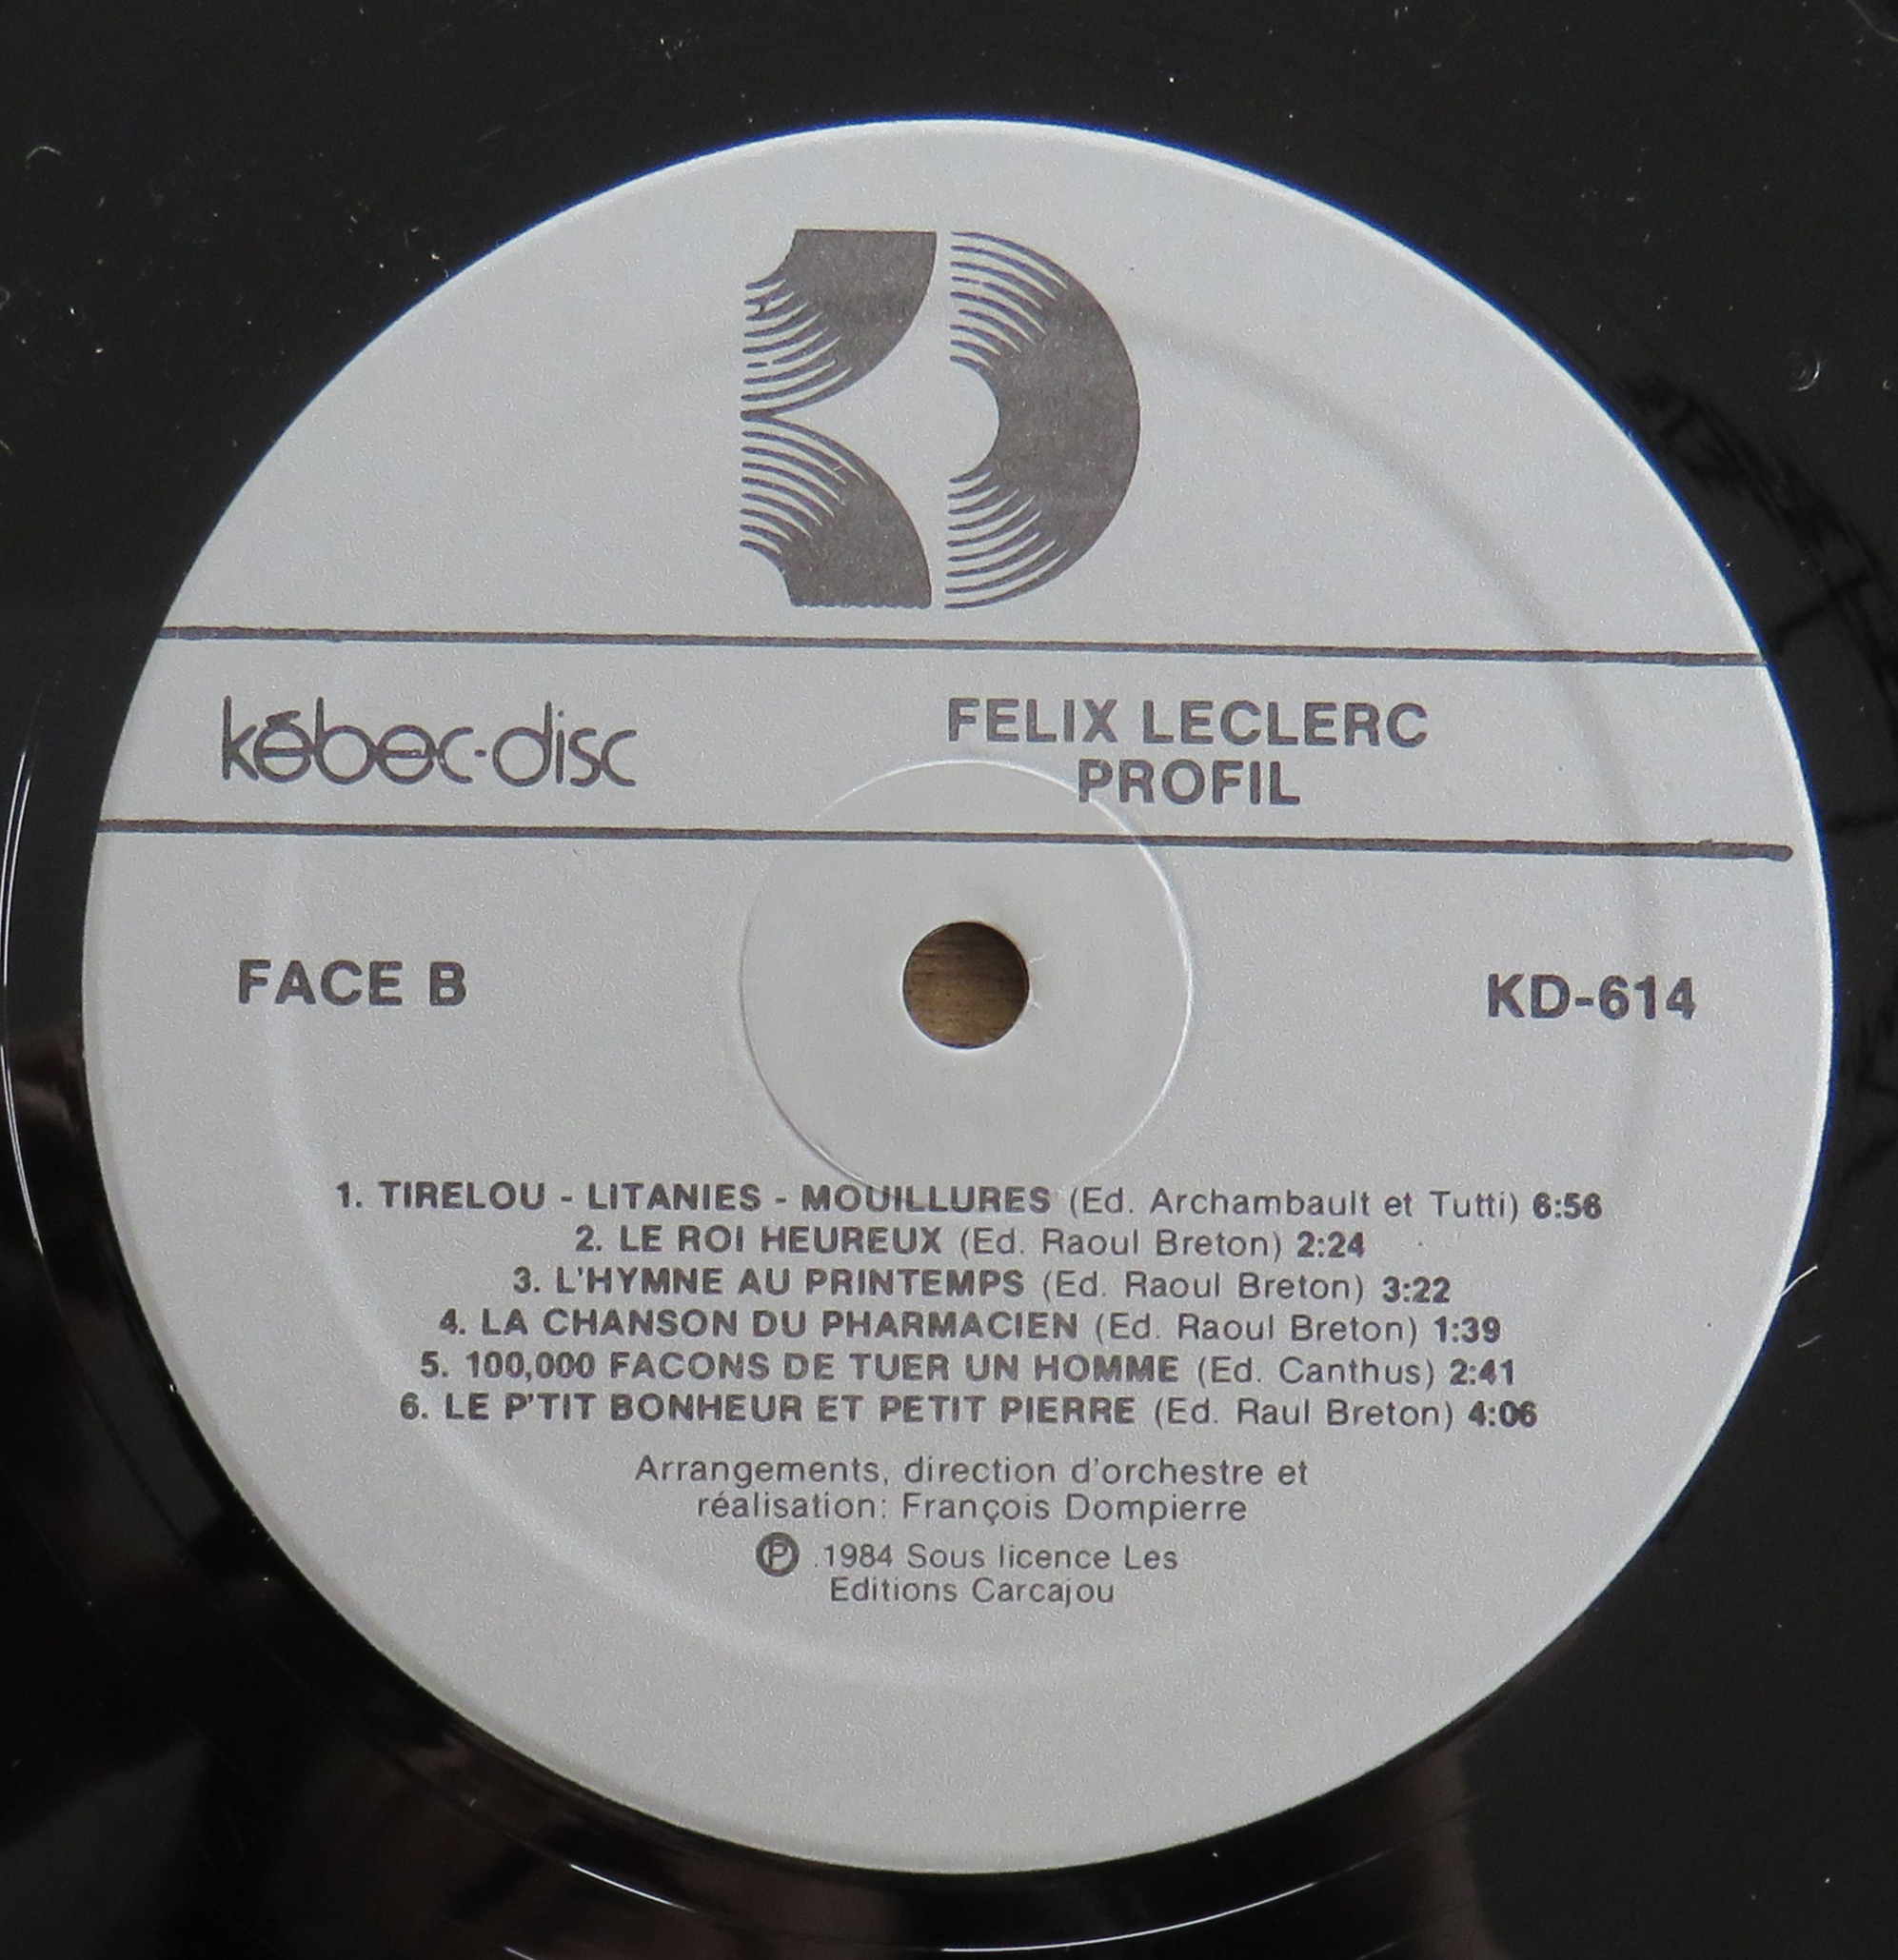 kébec-disc
FELIX LECLERC
PROFIL
FACE B
KD-614
1. TIRELOU - LITANIES - MOUILLURES (Ed. Archambault et Tutti) 6:56
2. LE ROI HEUREUX (Ed. Raoul Breton) 2:24
3. L'HYMNE AU PRINTEMPS (Ed. Raoul Breton) 3:22
4. LA CHANSON DU PHARMACIEN (Ed. Raoul Breton) 1:39
5. 100,000 FACONS DE TUER UN HOMME (Ed. Canthus) 2:41
6. LE P'TIT BONHEUR ET PETIT PIERRE (Ed. Raul Breton) 4:06
Arrangements, direction d'orchestre et
réalisation: François Dompierre
℗ .1984 Sous licence Les
Editions Carcajou